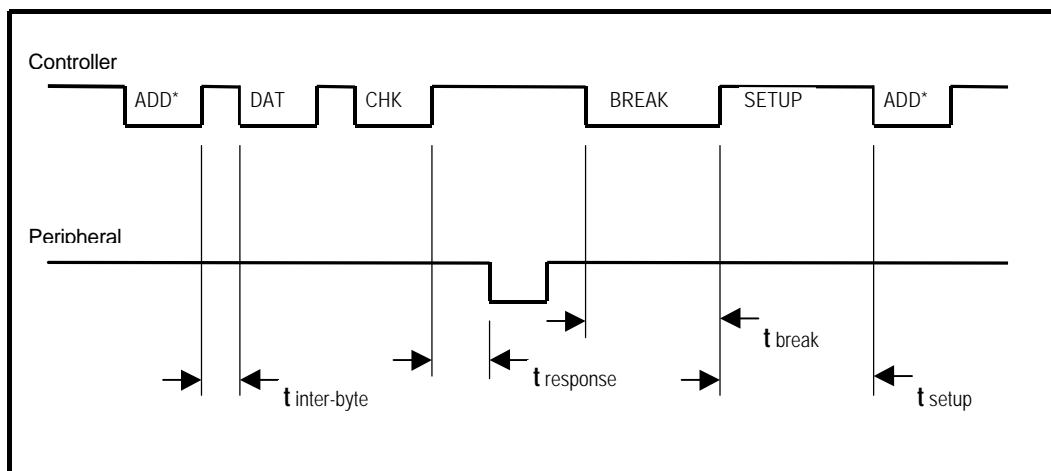 Controller
ADD* DAT CHK BREAK SETUP ADD*
Peripheral
t break
t response
t inter-byte
t setup